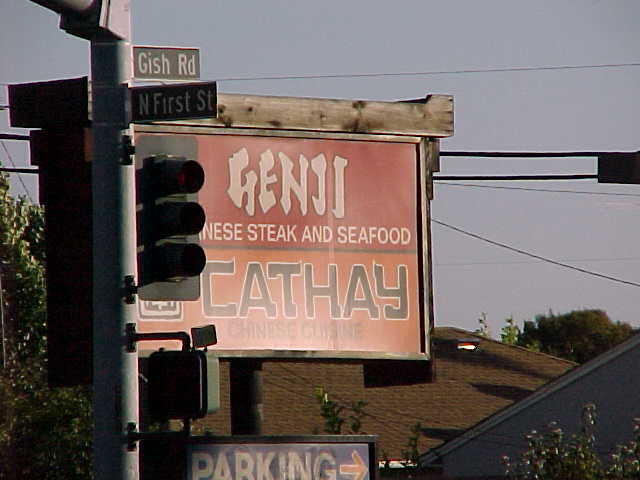 Gish Rd
N First St
GENJI
NESE STEAK AND SEAFOOD
CATHAY
CHINESE CUISINE
PARKING